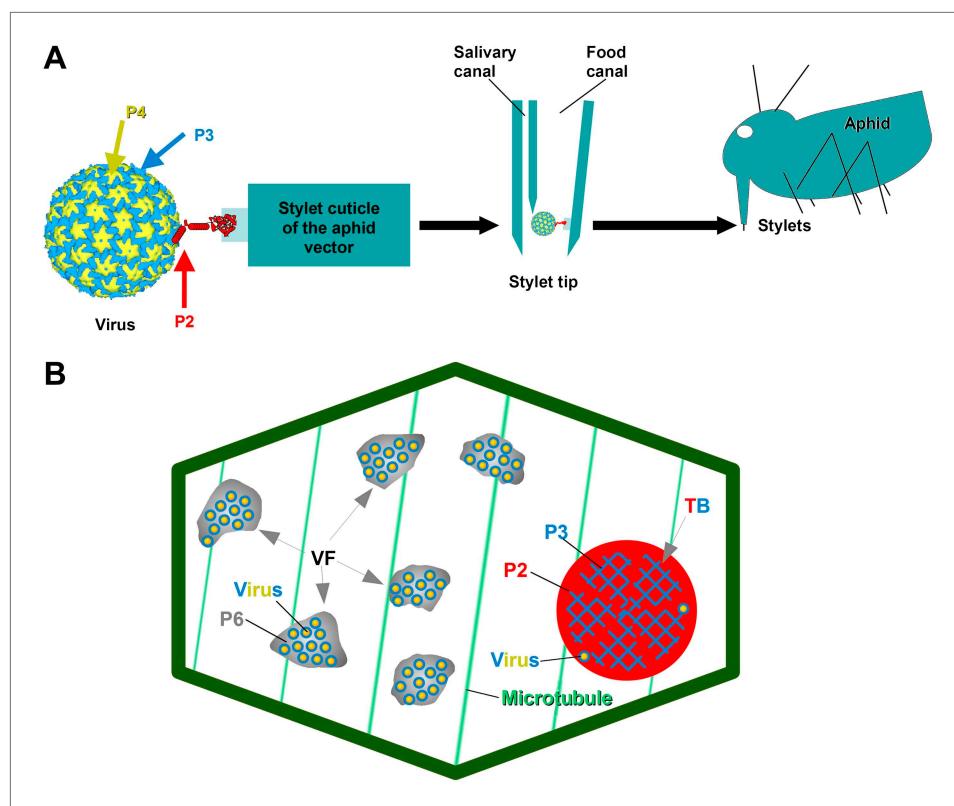 A
Salivary
canal
Food
canal
P4
P3
Aphid
Stylet cuticle
of the aphid
vector
Stylets
Stylet tip
Virus
P2
B
TB
P3
VF
P2
Virus
P6
Virus
Microtubule